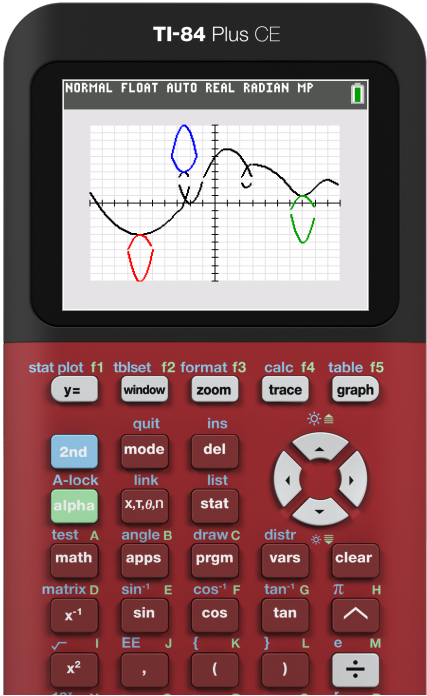 TI-84 Plus CE
NORMAL FLOAT AUTO REAL RADIAN MP
stat plot f1 tblset f2 format f3 calc f4 table f5
y= window zoom trace graph
quit ins
2nd mode del
A-lock link list
alpha X,T,θ,n stat
test A angle B draw C distr
math apps prgm vars clear
matrix D sin⁻¹ E cos⁻¹ F tan⁻¹ G π H
x⁻¹ sin cos tan ^
√ I EE J { K } L e M
x² , ( ) ÷